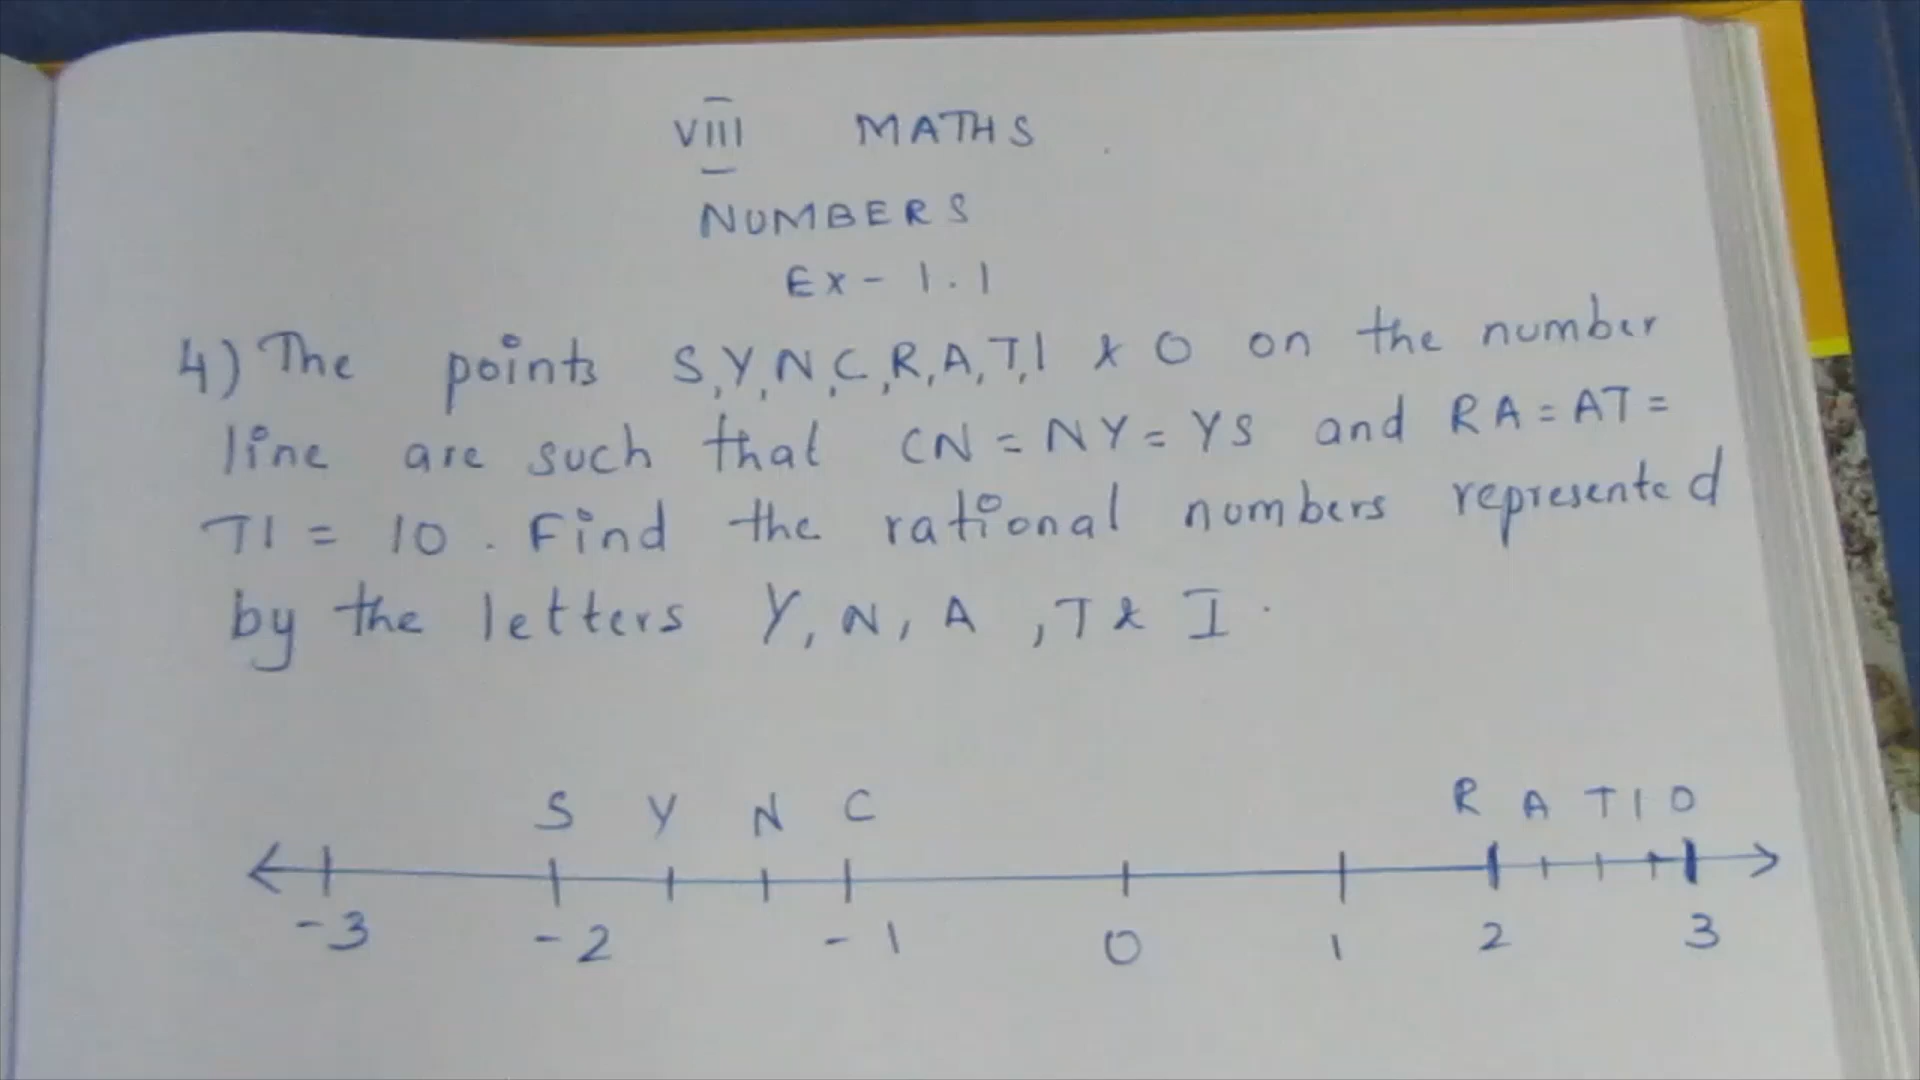 VIII MATHS
NUMBERS
EX - 1.1
4) The points S, Y, N, C, R, A, T, I & O on the number
line are such that CN = NY = YS and RA = AT =
TI = IO. Find the rational numbers represented
by the letters Y, N, A, T & I.
S Y N C R A T I O
-3 -2 -1 0 1 2 3